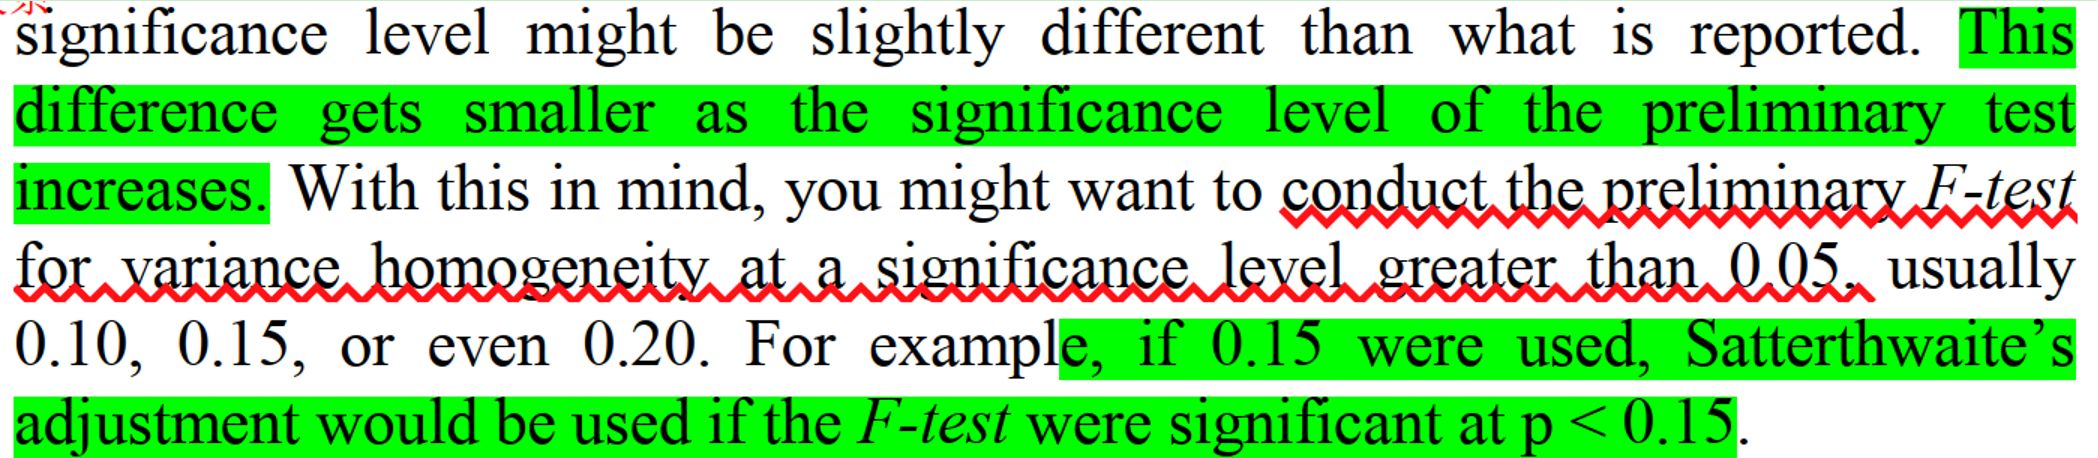 significance level might be slightly different than what is reported. This
difference gets smaller as the significance level of the preliminary test
increases. With this in mind, you might want to conduct the preliminary F-test
for variance homogeneity at a significance level greater than 0.05, usually
0.10, 0.15, or even 0.20. For example, if 0.15 were used, Satterthwaite’s
adjustment would be used if the F-test were significant at p < 0.15.